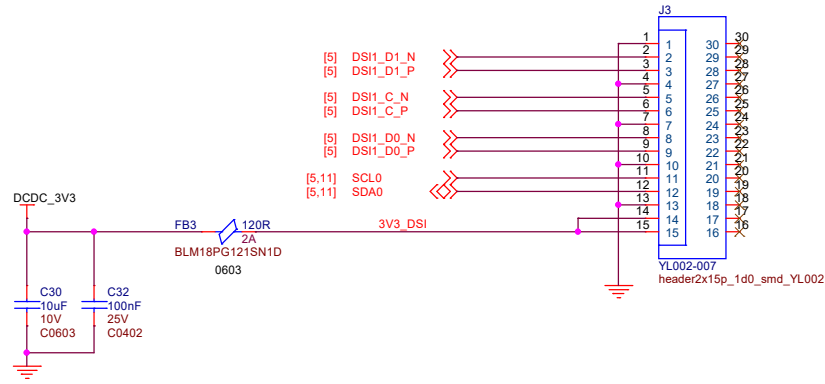 J3
1 1 30 30
[5] DSI1_D1_N 2 2 29 29
[5] DSI1_D1_P 3 3 28 28
4 4 27 27
[5] DSI1_C_N 5 5 26 26
[5] DSI1_C_P 6 6 25 25
7 7 24 24
[5] DSI1_D0_N 8 8 23 23
[5] DSI1_D0_P 9 9 22 22
10 10 21 21
[5,11] SCL0 11 11 20 20
[5,11] SDA0 12 12 19 19
13 13 18 18
14 14 17 17
15 15 16 16
DCDC_3V3
FB3 120R 3V3_DSI
2A
BLM18PG121SN1D
0603
YL002-007
header2x15p_1d0_smd_YL002
C30 C32
10uF 100nF
10V 25V
C0603 C0402